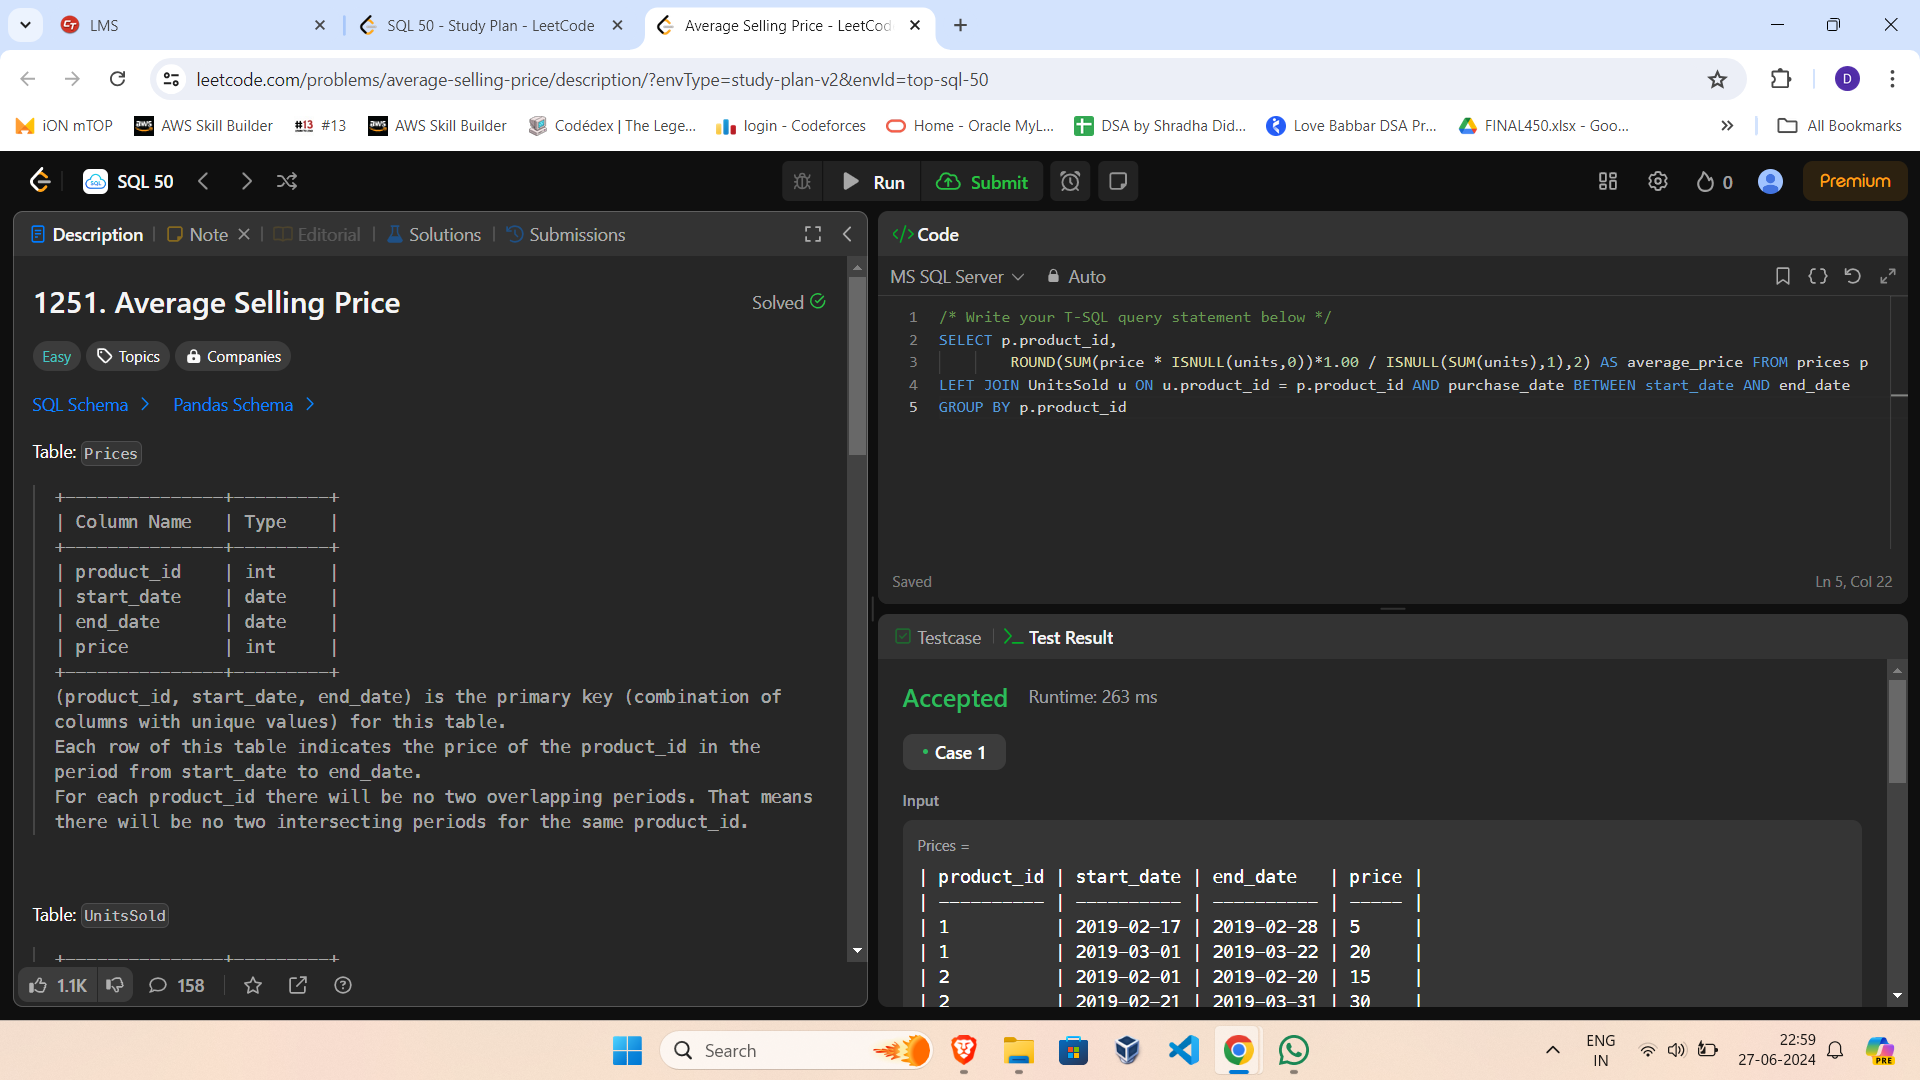 LMS
SQL 50 - Study Plan - LeetCode
Average Selling Price - LeetCod
leetcode.com/problems/average-selling-price/description/?envType=study-plan-v2&envId=top-sql-50
D
iON mTOP
aws AWS Skill Builder
#13 #13
aws AWS Skill Builder
Codédex | The Lege...
login - Codeforces
Home - Oracle MyL...
DSA by Shradha Did...
Love Babbar DSA Pr...
FINAL450.xlsx - Goo...
All Bookmarks
SQL 50
Run
Submit
0
Premium
Description
Note
Editorial
Solutions
Submissions
1251. Average Selling Price
Solved
Easy
Topics
Companies
SQL Schema
Pandas Schema
Table: Prices
+---------------+---------+
| Column Name   | Type    |
+---------------+---------+
| product_id    | int     |
| start_date    | date    |
| end_date      | date    |
| price         | int     |
+---------------+---------+
(product_id, start_date, end_date) is the primary key (combination of
columns with unique values) for this table.
Each row of this table indicates the price of the product_id in the
period from start_date to end_date.
For each product_id there will be no two overlapping periods. That means
there will be no two intersecting periods for the same product_id.
Table: UnitsSold
+---------------+---------+
1.1K
158
</> Code
MS SQL Server
Auto
1 /* Write your T-SQL query statement below */
2 SELECT p.product_id,
3 ROUND(SUM(price * ISNULL(units,0))*1.00 / ISNULL(SUM(units),1),2) AS average_price FROM prices p
4 LEFT JOIN UnitsSold u ON u.product_id = p.product_id AND purchase_date BETWEEN start_date AND end_date
5 GROUP BY p.product_id
Saved
Ln 5, Col 22
Testcase
Test Result
Accepted
Runtime: 263 ms
Case 1
Input
Prices =
| product_id | start_date | end_date   | price |
| ---------- | ---------- | ---------- | ----- |
| 1          | 2019-02-17 | 2019-02-28 | 5     |
| 1          | 2019-03-01 | 2019-03-22 | 20    |
| 2          | 2019-02-01 | 2019-02-20 | 15    |
| 2          | 2019-02-21 | 2019-03-31 | 30    |
Search
ENG
IN
22:59
27-06-2024
PRE